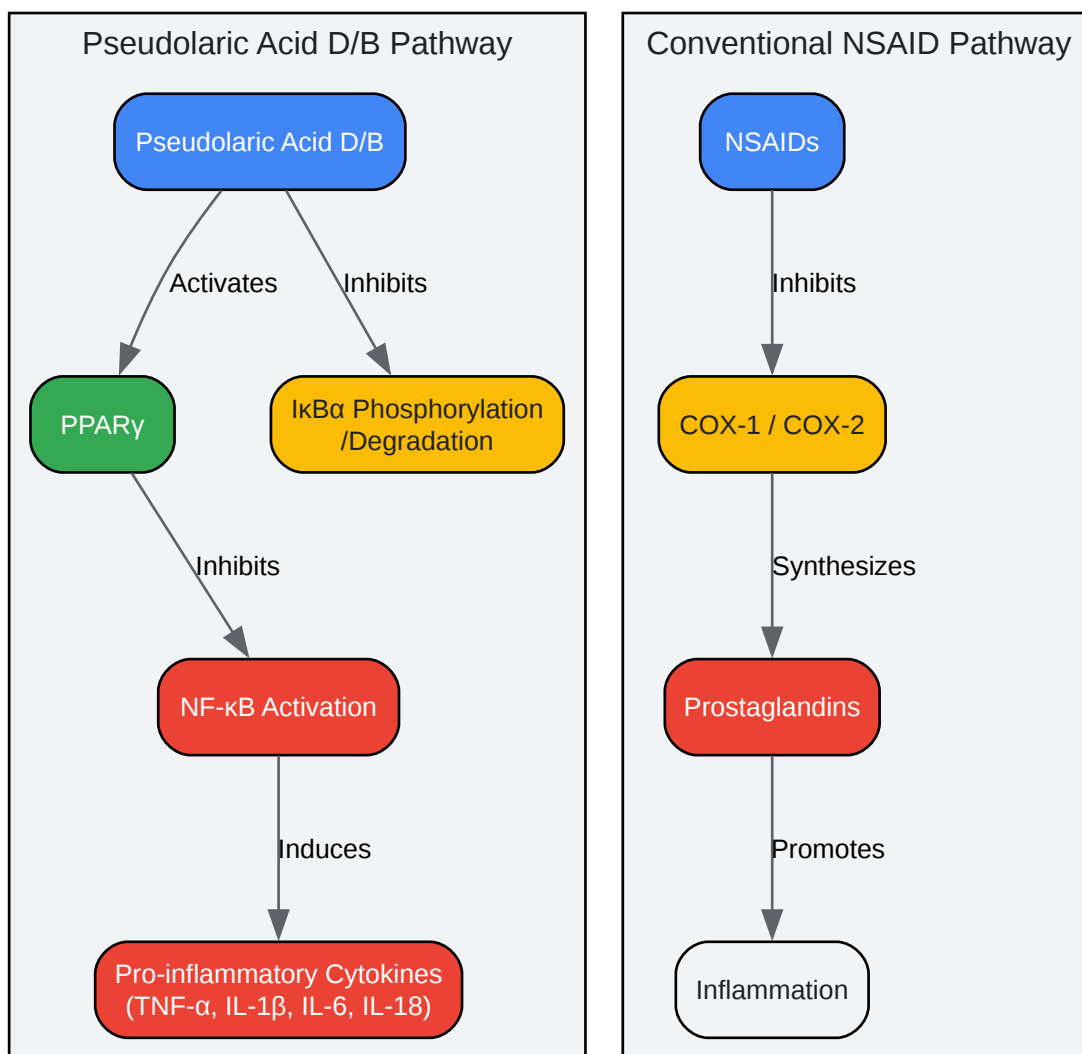 Pseudolaric Acid D/B Pathway
Pseudolaric Acid D/B
Activates
Inhibits
PPARγ
IκBα Phosphorylation
/Degradation
Inhibits
NF-κB Activation
Induces
Pro-inflammatory Cytokines
(TNF-α, IL-1β, IL-6, IL-18)
Conventional NSAID Pathway
NSAIDs
Inhibits
COX-1 / COX-2
Synthesizes
Prostaglandins
Promotes
Inflammation